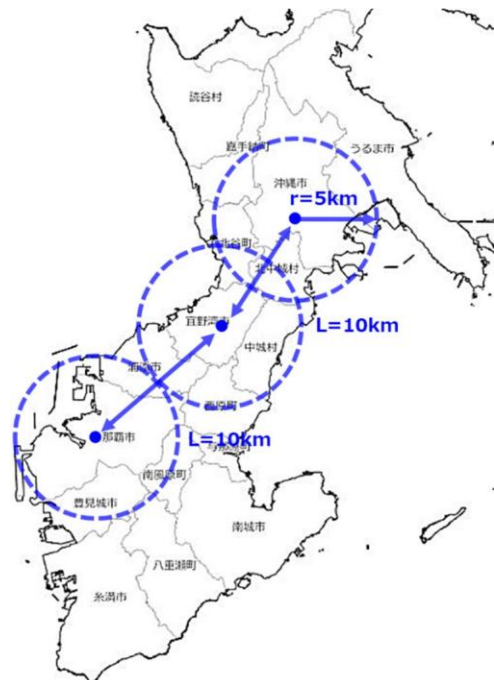 読谷村
嘉手納町
うるま市
沖縄市
r=5km
北谷町
北中城村
宜野湾市
L=10km
中城村
浦添市
西原町
那覇市
L=10km
与那原町
南風原町
豊見城市
南城市
八重瀬町
糸満市